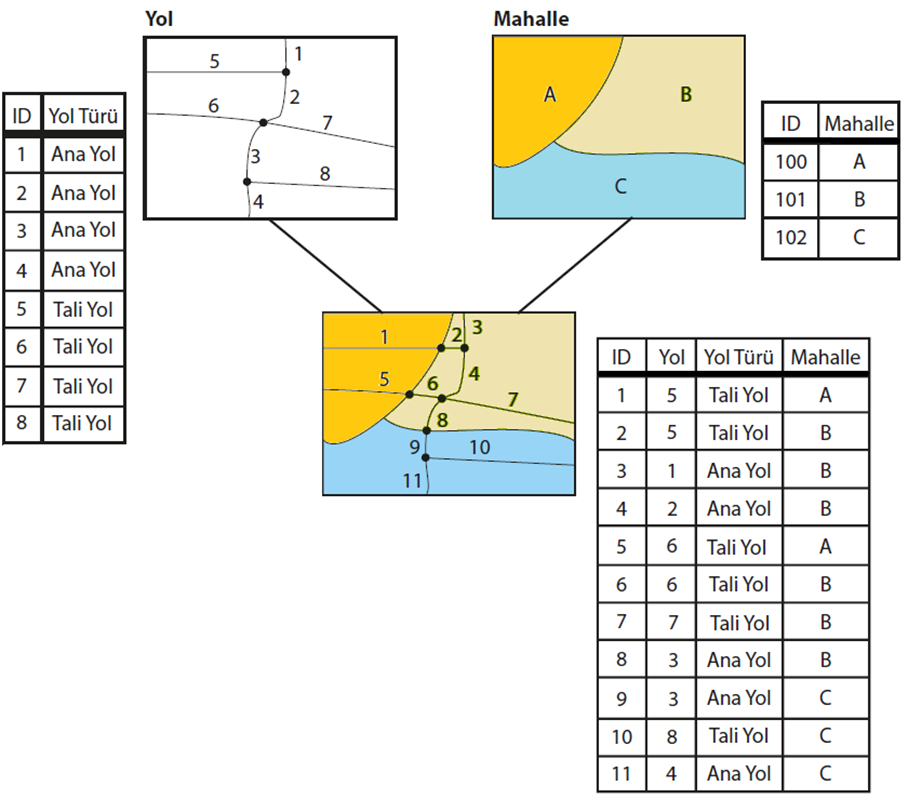 Yol
Mahalle
1
5
2
6
7
3
8
4
A
B
C
ID Yol Türü
1 Ana Yol
2 Ana Yol
3 Ana Yol
4 Ana Yol
5 Tali Yol
6 Tali Yol
7 Tali Yol
8 Tali Yol
ID Mahalle
100 A
101 B
102 C
1
2
3
4
5
6
7
8
9
10
11
ID Yol Yol Türü Mahalle
1 5 Tali Yol A
2 5 Tali Yol B
3 1 Ana Yol B
4 2 Ana Yol B
5 6 Tali Yol A
6 6 Tali Yol B
7 7 Tali Yol B
8 3 Ana Yol B
9 3 Ana Yol C
10 8 Tali Yol C
11 4 Ana Yol C